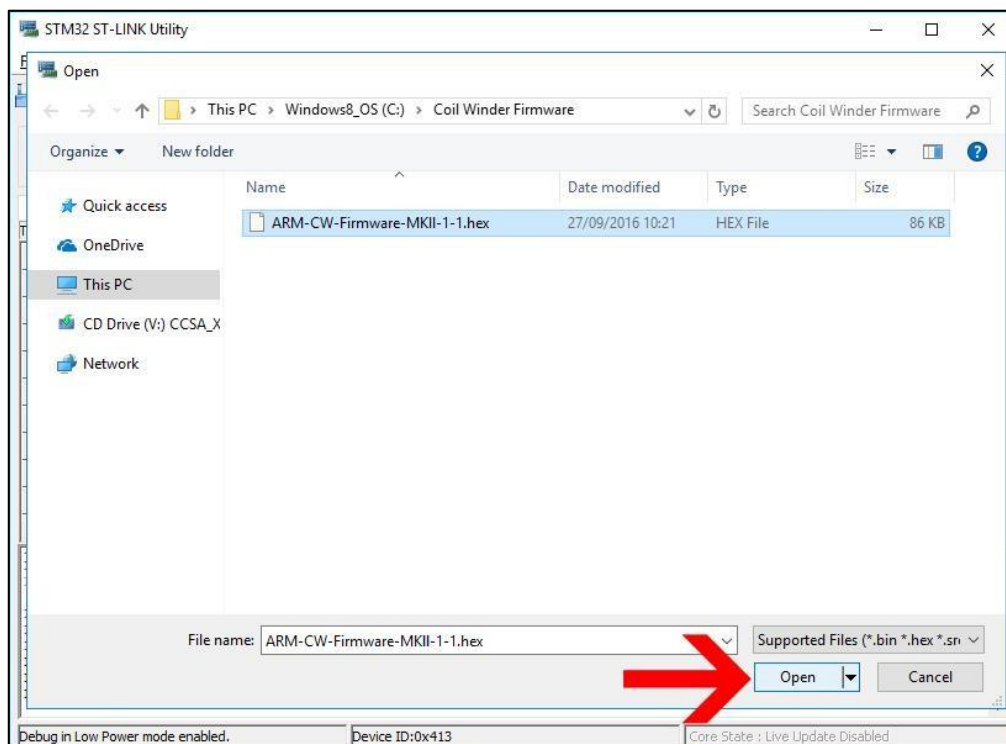 STM32 ST-LINK Utility
Open
This PC > Windows8_OS (C:) > Coil Winder Firmware
Search Coil Winder Firmware
Organize
New folder
Name
Date modified
Type
Size
Quick access
ARM-CW-Firmware-MKII-1-1.hex
27/09/2016 10:21
HEX File
86 KB
OneDrive
This PC
CD Drive (V:) CCSA_X
Network
File name:
ARM-CW-Firmware-MKII-1-1.hex
Supported Files (*.bin *.hex *.sr
Open
Cancel
Debug in Low Power mode enabled.
Device ID:0x413
Core State : Live Update Disabled